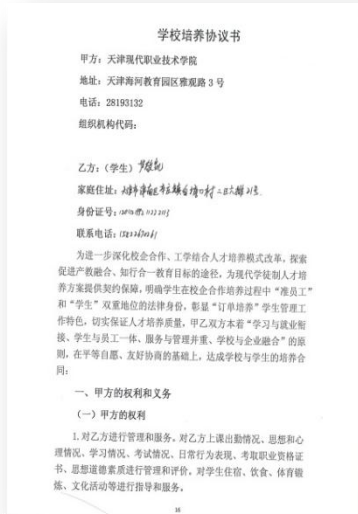 学校培养协议书
甲方：天津现代职业技术学院
地址：天津海河教育园区雅观路 3 号
电话：28193132
组织机构代码：
乙方：（学生）
家庭住址：
身份证号：
联系电话：
为进一步深化校企合作、工学结合人才培养模式改革，探索
促进产教融合、知行合一教育目标的途径，为现代学徒制人才培
养方案提供契约保障，明确学生在校企合作培养过程中“准员工”
和“学生”双重地位的法律身份，彰显“订单培养”学生管理工
作特色，切实保证人才培养质量，甲乙双方本着“学习与就业衔
接、学生与员工一体、服务与管理并重、学校与企业融合”的原
则，在平等自愿、友好协商的基础上，达成学校与学生的培养合
同：
一、甲方的权利和义务
（一）甲方的权利
1. 对乙方进行管理和服务。对乙方上课出勤情况、思想和心
理情况、学习情况、考试情况、日常行为表现、考取职业资格证
书、思想道德素质进行管理和评价，对学生住宿、饮食、体育锻
炼、文化活动等进行指导和服务。